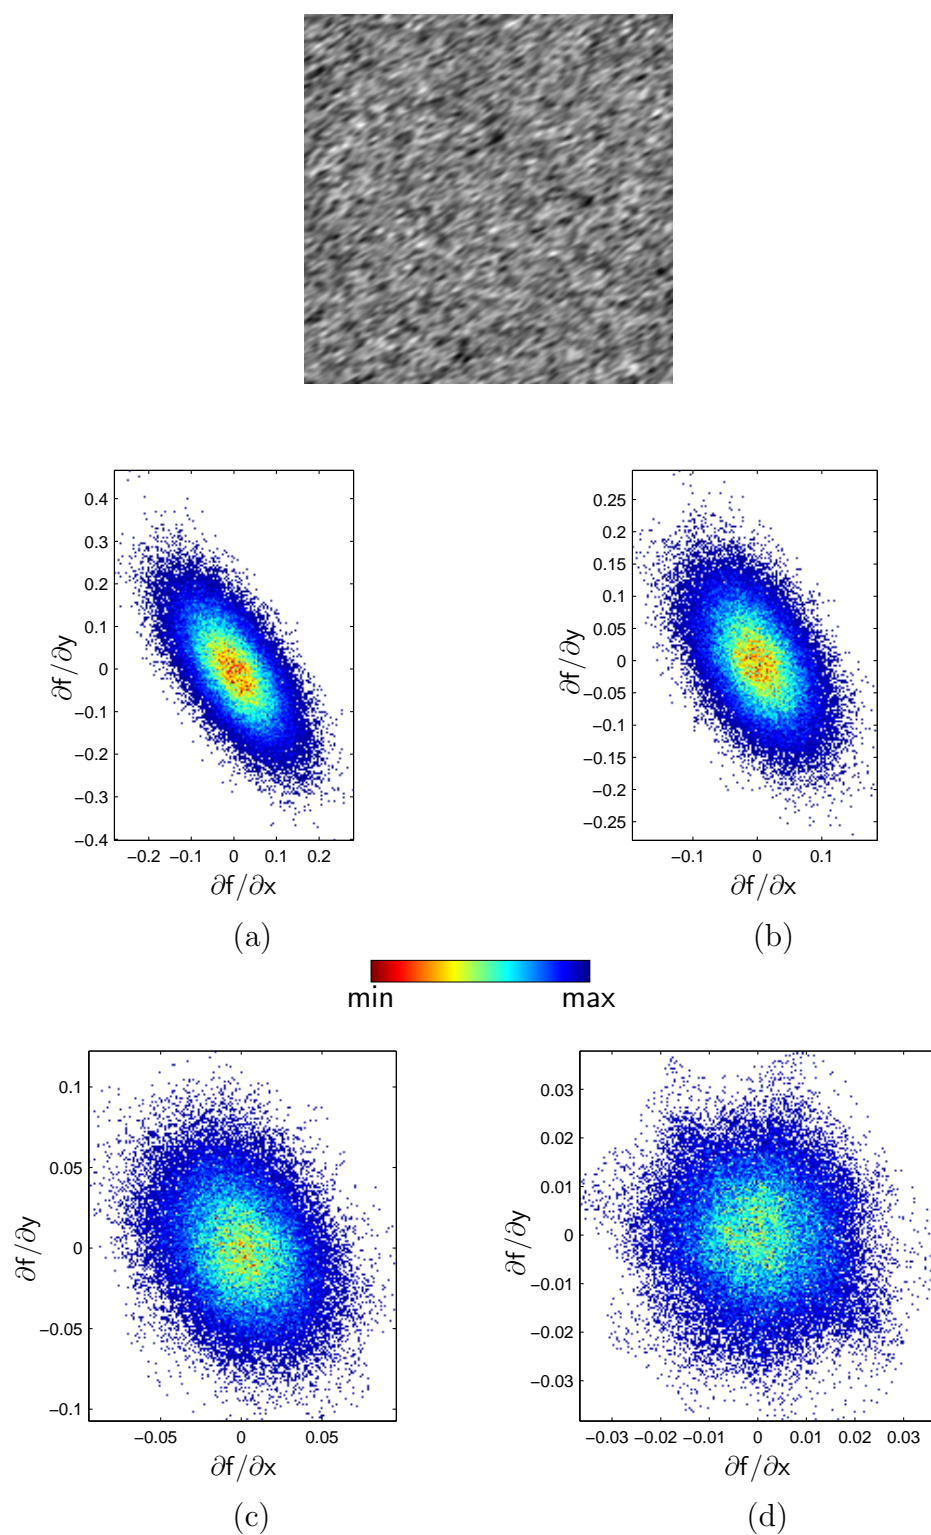 0.4
0.3
0.2
0.1
0
−0.1
−0.2
−0.3
−0.4
∂f/∂y
−0.2 −0.1 0 0.1 0.2
∂f/∂x
(a)
0.25
0.2
0.15
0.1
0.05
0
−0.05
−0.1
−0.15
−0.2
−0.25
∂f/∂y
−0.1 0 0.1
∂f/∂x
(b)
min max
0.1
0.05
0
−0.05
−0.1
∂f/∂y
−0.05 0 0.05
∂f/∂x
(c)
0.03
0.02
0.01
0
−0.01
−0.02
−0.03
∂f/∂y
−0.03 −0.02 −0.01 0 0.01 0.02 0.03
∂f/∂x
(d)